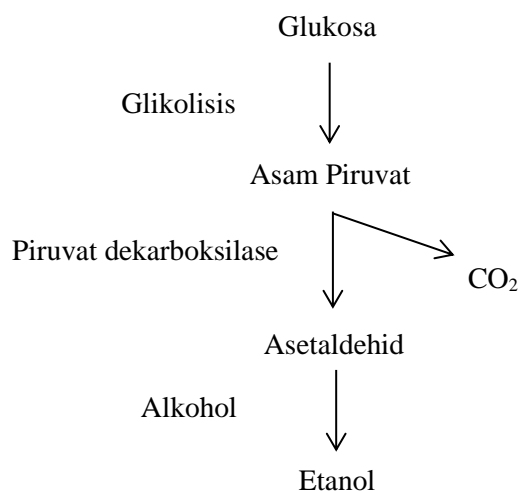 Glukosa
Glikolisis
Asam Piruvat
Piruvat dekarboksilase
CO₂
Asetaldehid
Alkohol
Etanol